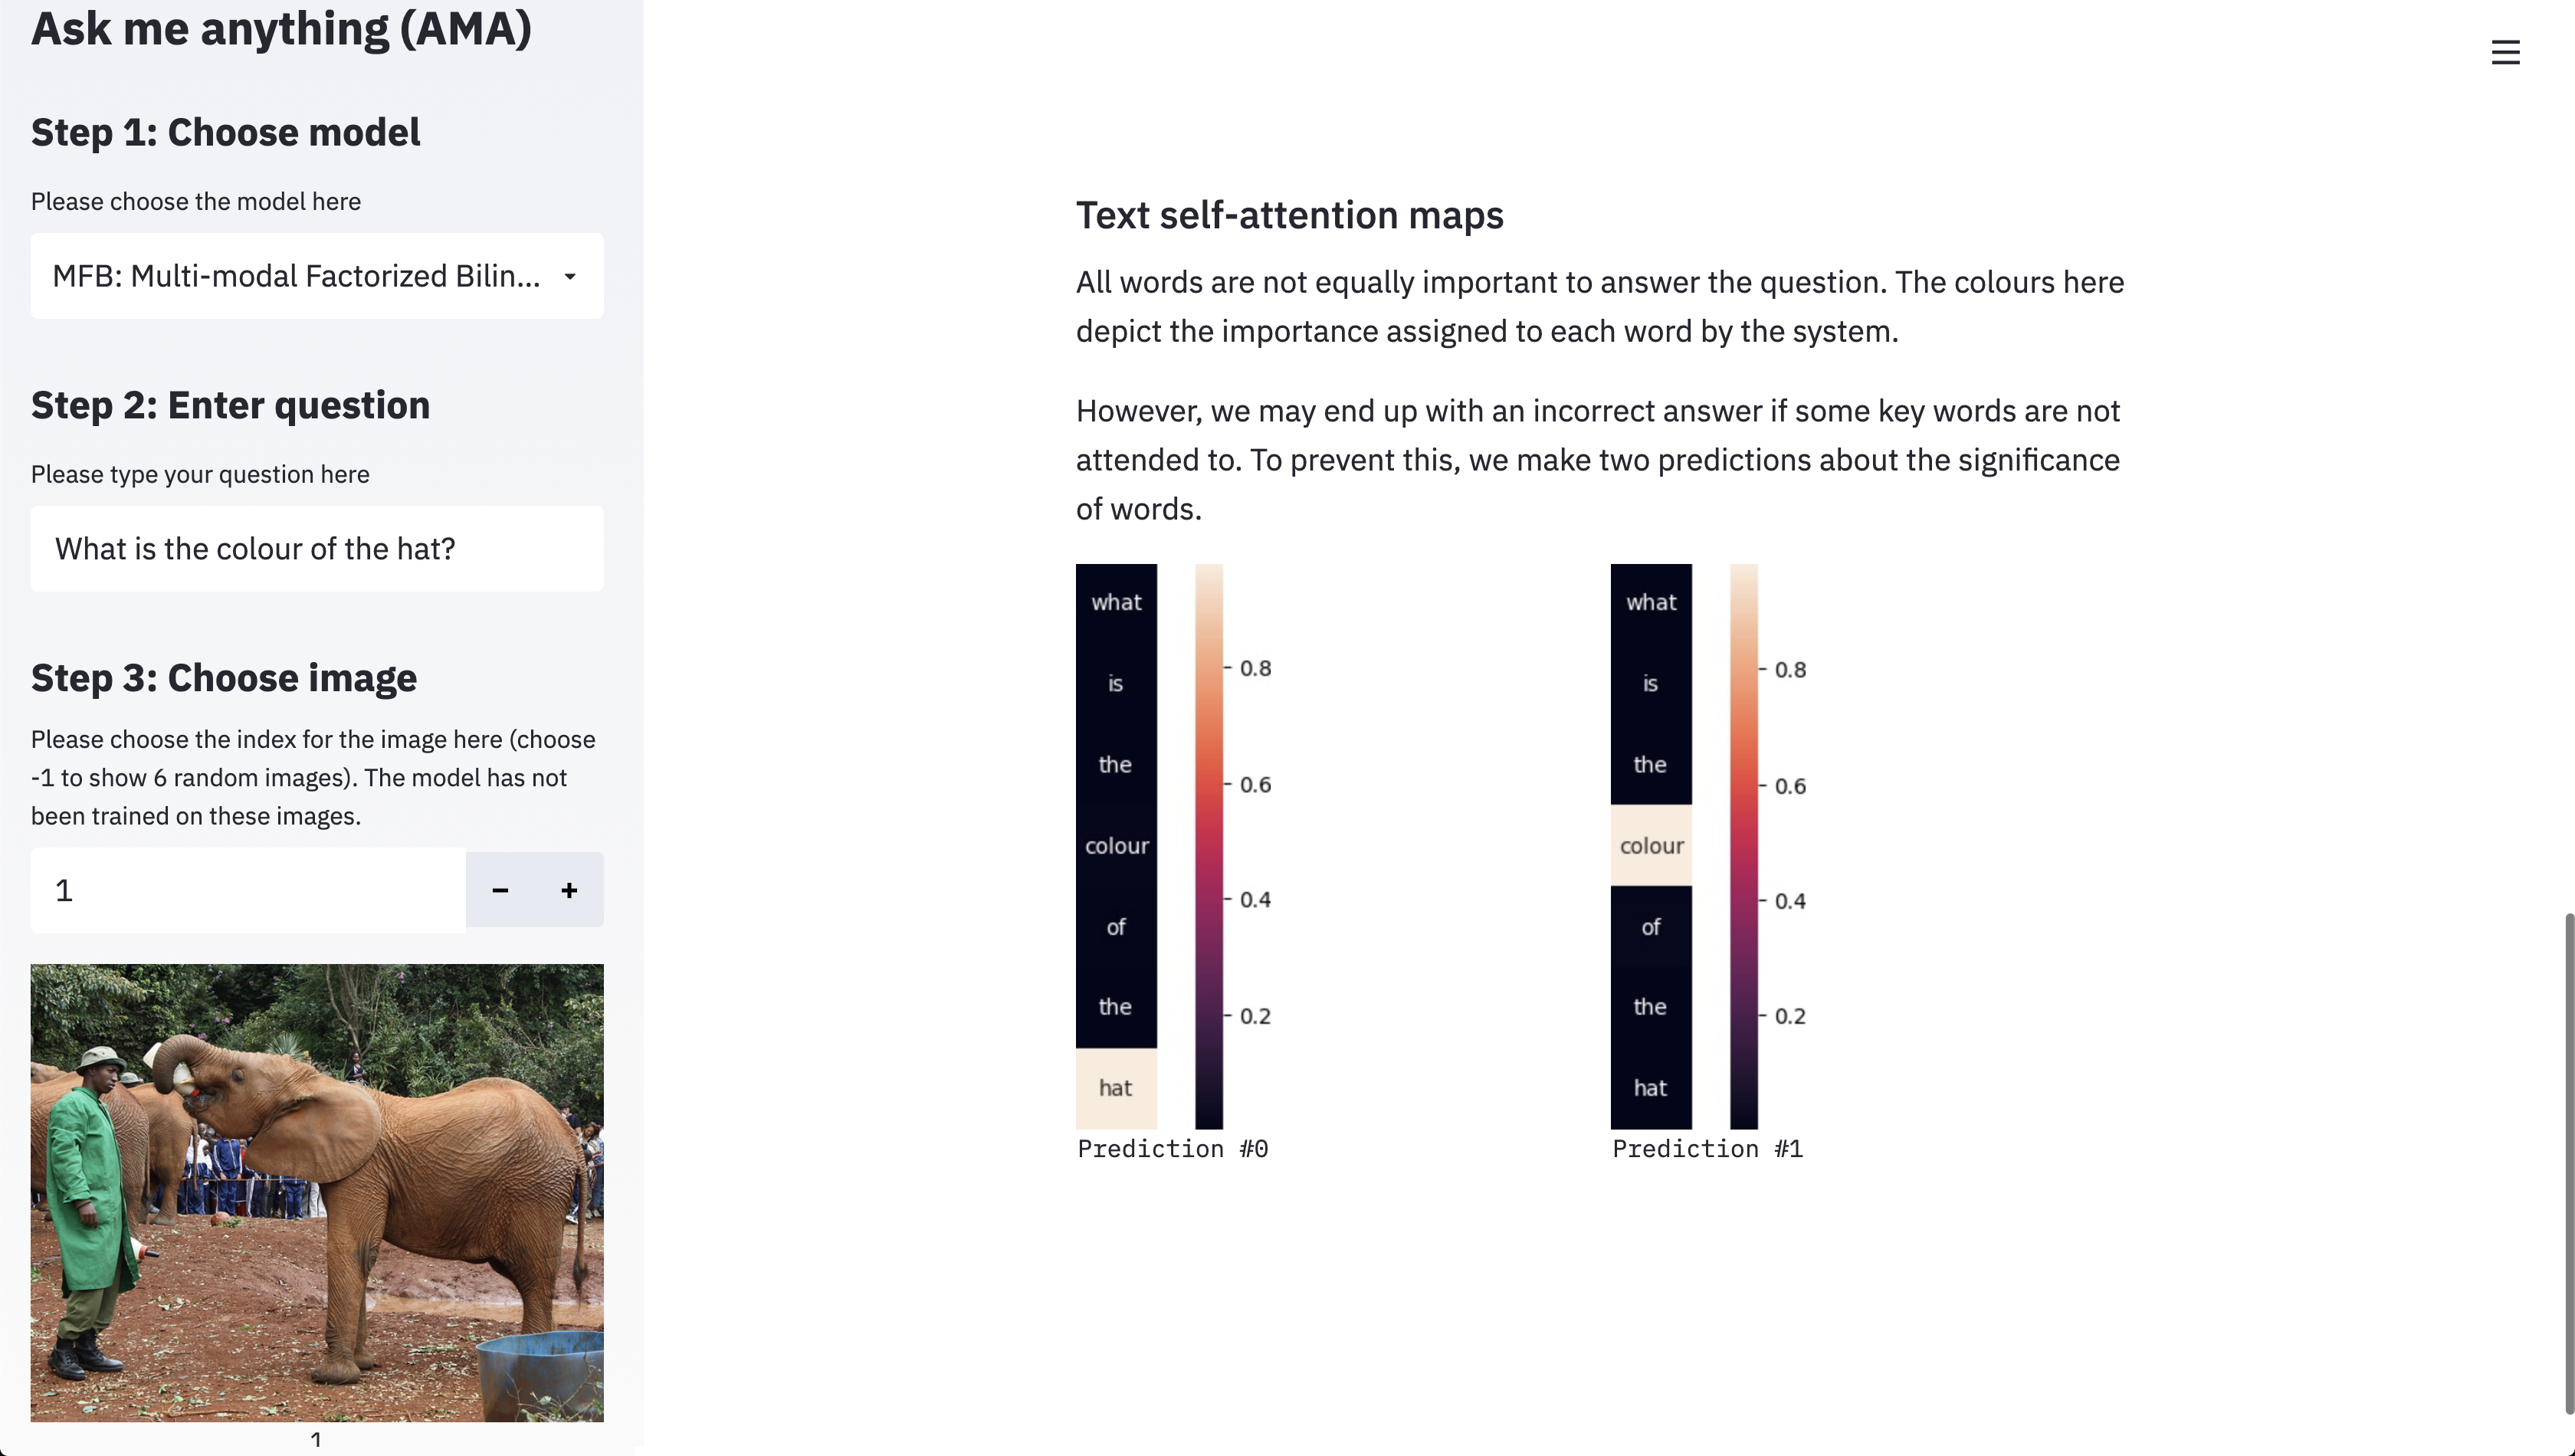 Ask me anything (AMA)
Step 1: Choose model
Please choose the model here
MFB: Multi-modal Factorized Bilin...
Step 2: Enter question
Please type your question here
What is the colour of the hat?
Step 3: Choose image
Please choose the index for the image here (choose
-1 to show 6 random images). The model has not
been trained on these images.
1
1
Text self-attention maps
All words are not equally important to answer the question. The colours here
depict the importance assigned to each word by the system.
However, we may end up with an incorrect answer if some key words are not
attended to. To prevent this, we make two predictions about the significance
of words.
what
is
the
colour
of
the
hat
0.8
0.6
0.4
0.2
Prediction #0
what
is
the
colour
of
the
hat
0.8
0.6
0.4
0.2
Prediction #1